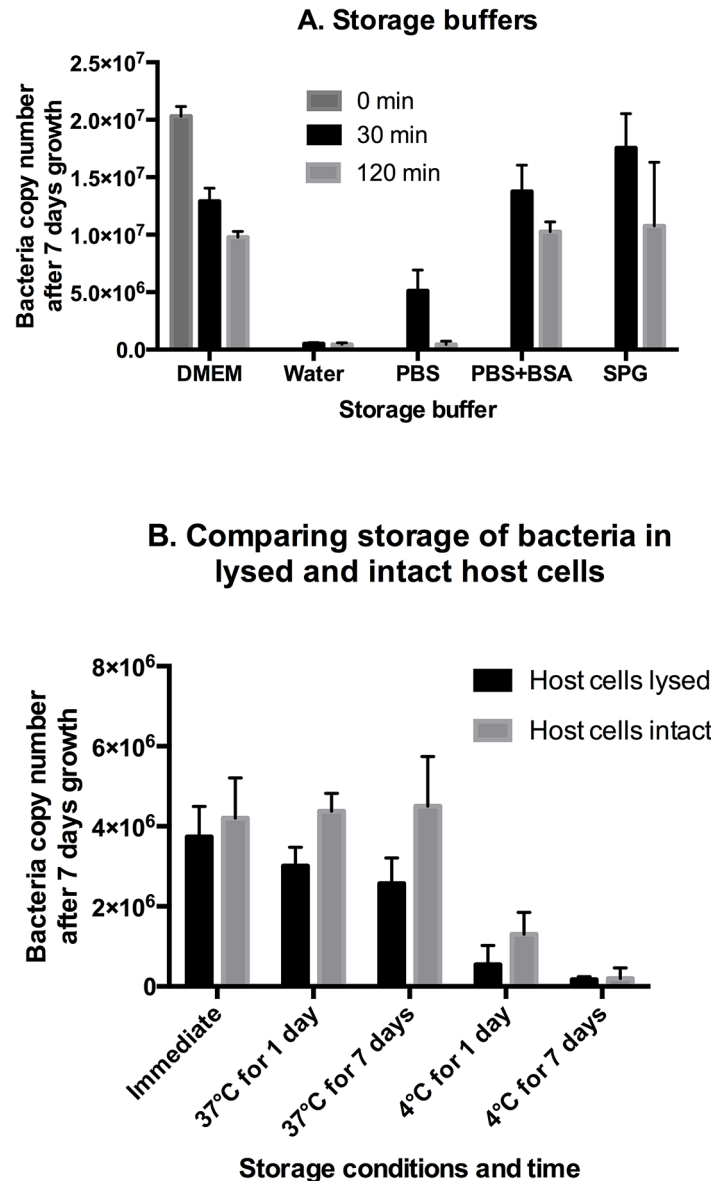 A. Storage buffers
Bacteria copy number
after 7 days growth
2.5×10⁷
2.0×10⁷
1.5×10⁷
1.0×10⁷
5.0×10⁶
0.0
0 min
30 min
120 min
DMEM Water PBS PBS+BSA SPG
Storage buffer
B. Comparing storage of bacteria in
lysed and intact host cells
Bacteria copy number
after 7 days growth
8×10⁶
6×10⁶
4×10⁶
2×10⁶
0
Host cells lysed
Host cells intact
Immediate
37°C for 1 day
37°C for 7 days
4°C for 1 day
4°C for 7 days
Storage conditions and time